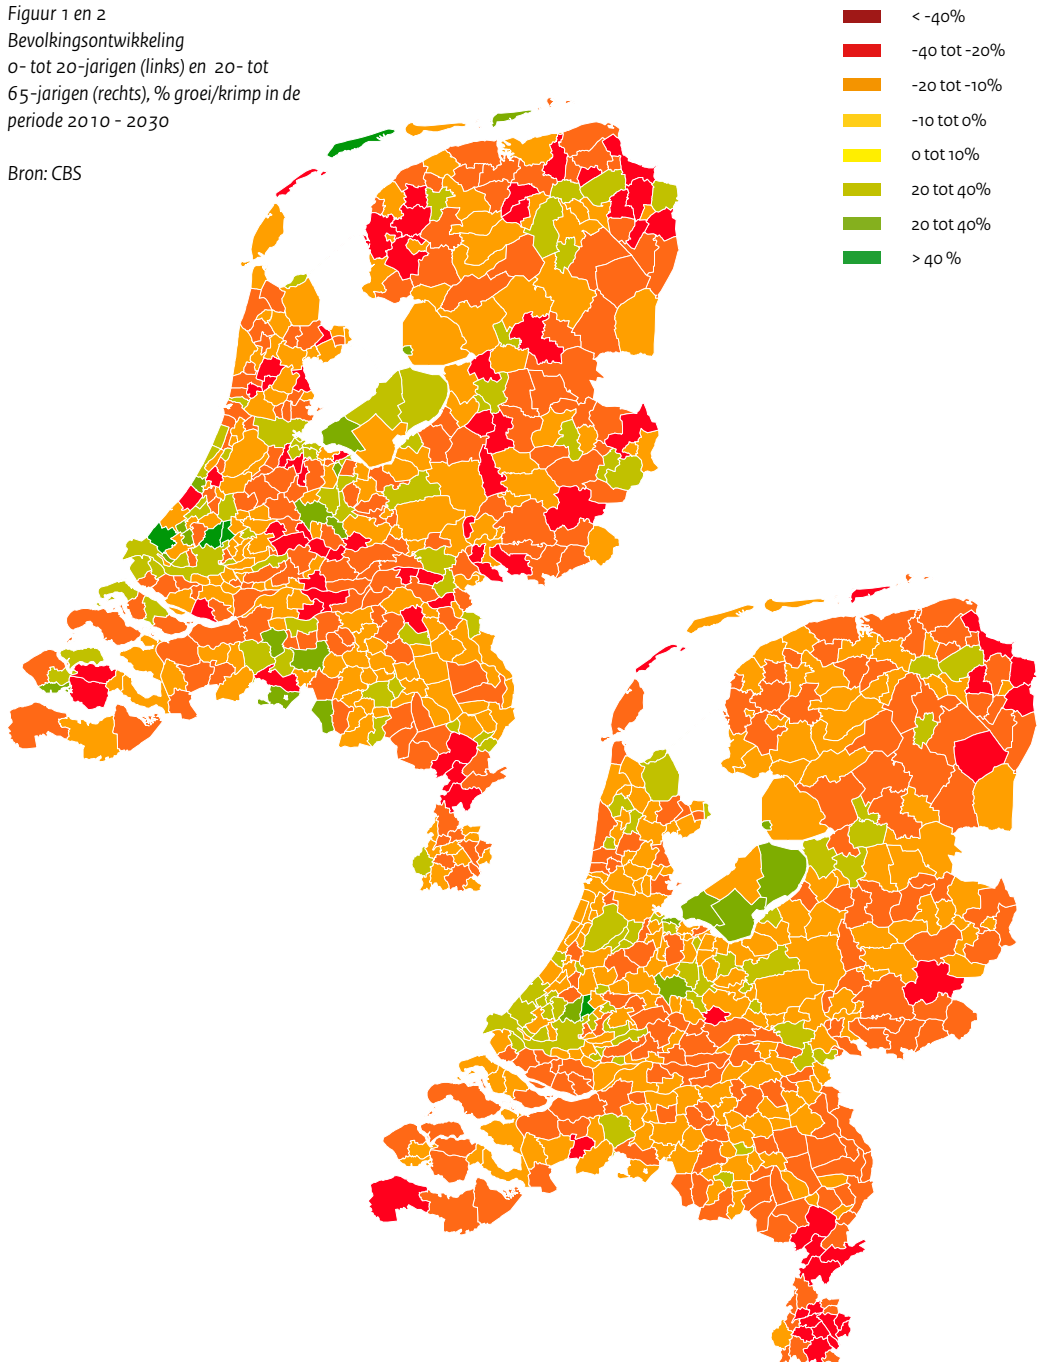 Figuur 1 en 2
Bevolkingsontwikkeling
0- tot 20-jarigen (links) en 20- tot
65-jarigen (rechts), % groei/krimp in de
periode 2010 - 2030
Bron: CBS
< -40%
-40 tot -20%
-20 tot -10%
-10 tot 0%
0 tot 10%
20 tot 40%
20 tot 40%
> 40 %